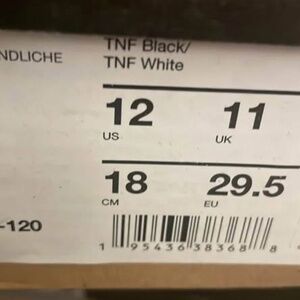 TNF Black/
NDLICHE
TNF White
12 11
US UK
18 29.5
CM EU
-120
1 95436 38368 8